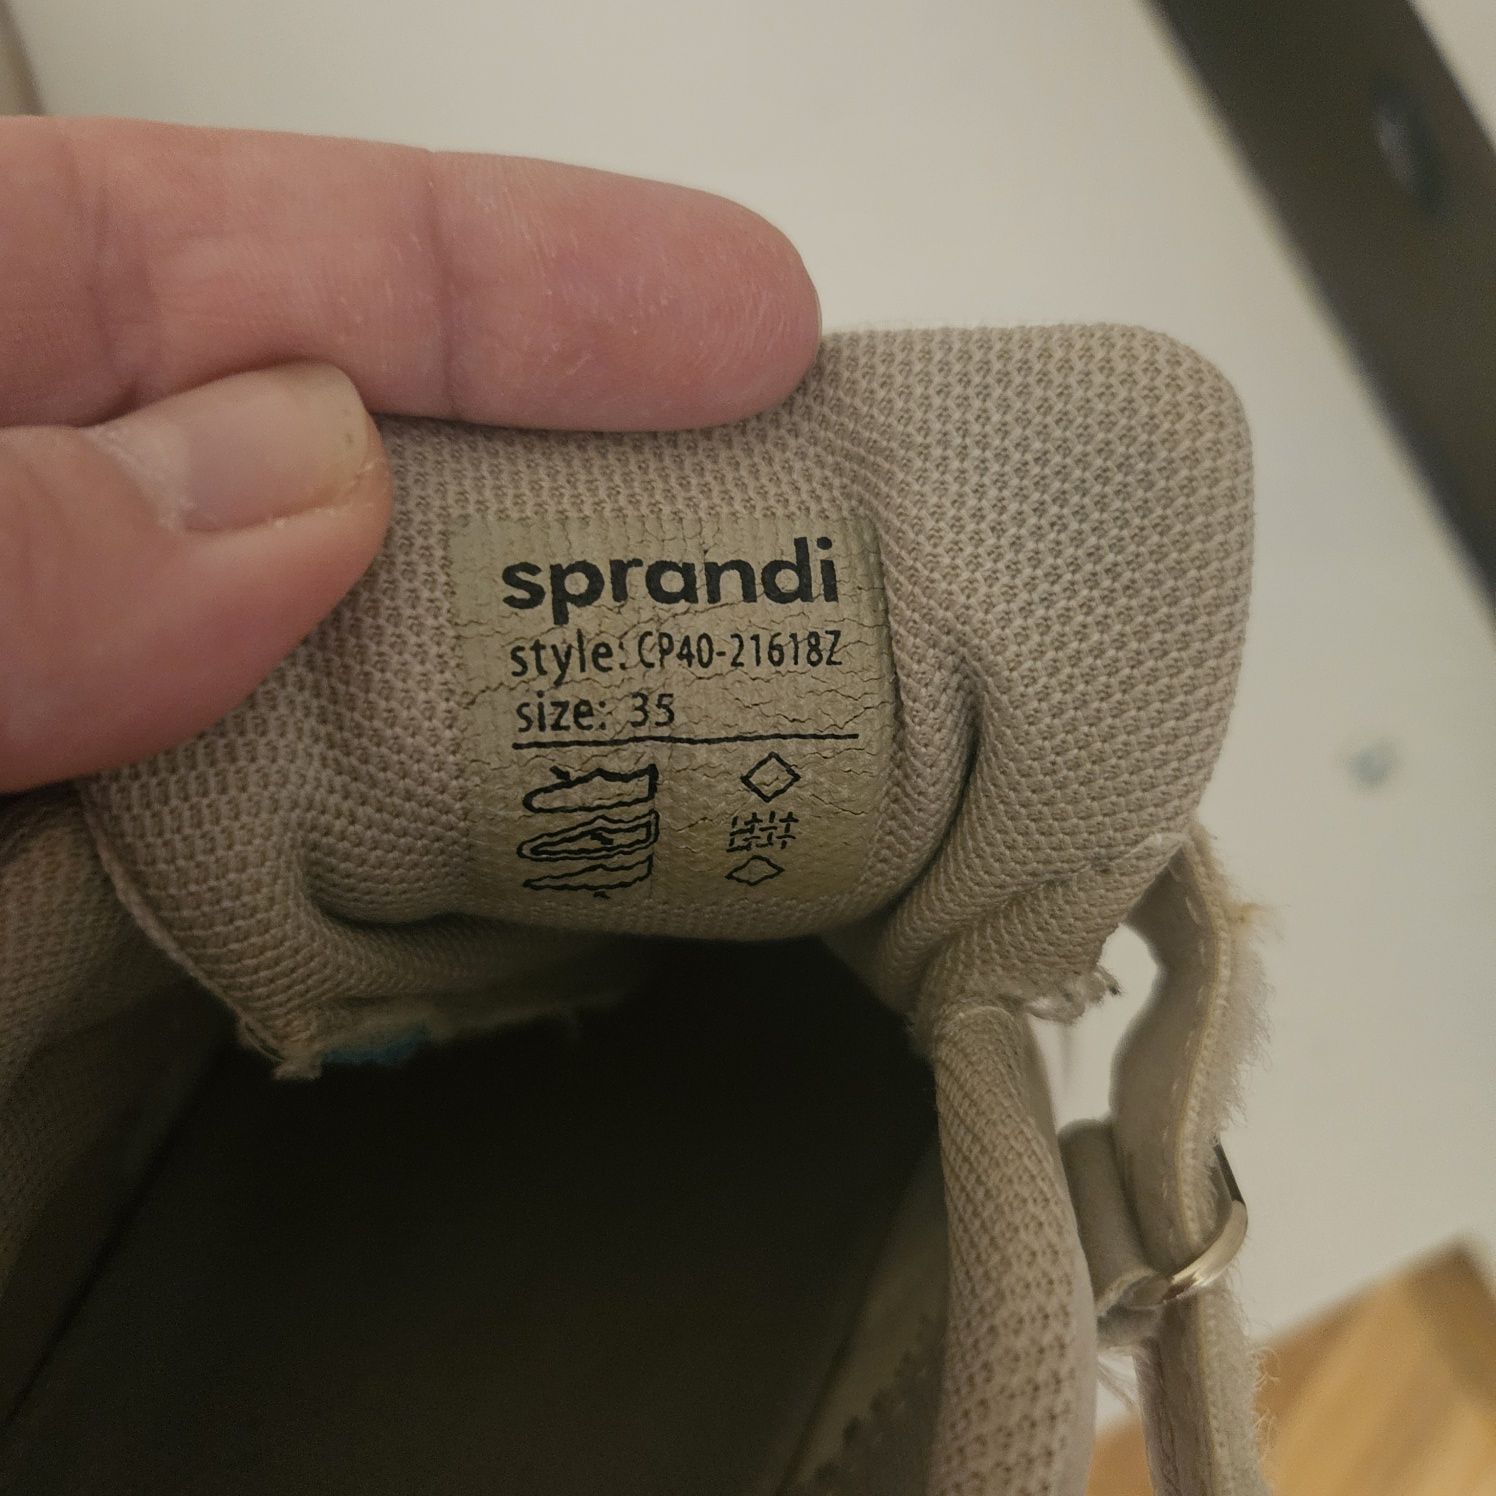 sprandi
style: CP40-21618Z
size: 35